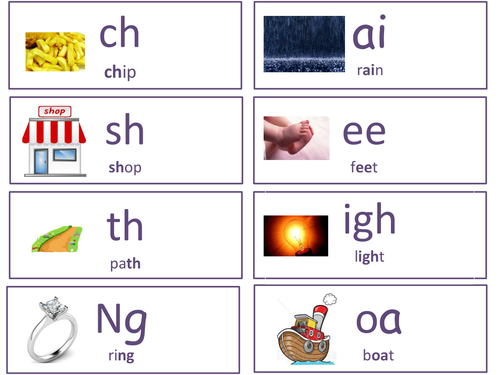 ch
chip
ai
rain
shop
sh
shop
ee
feet
th
path
igh
light
Ng
ring
oa
boat